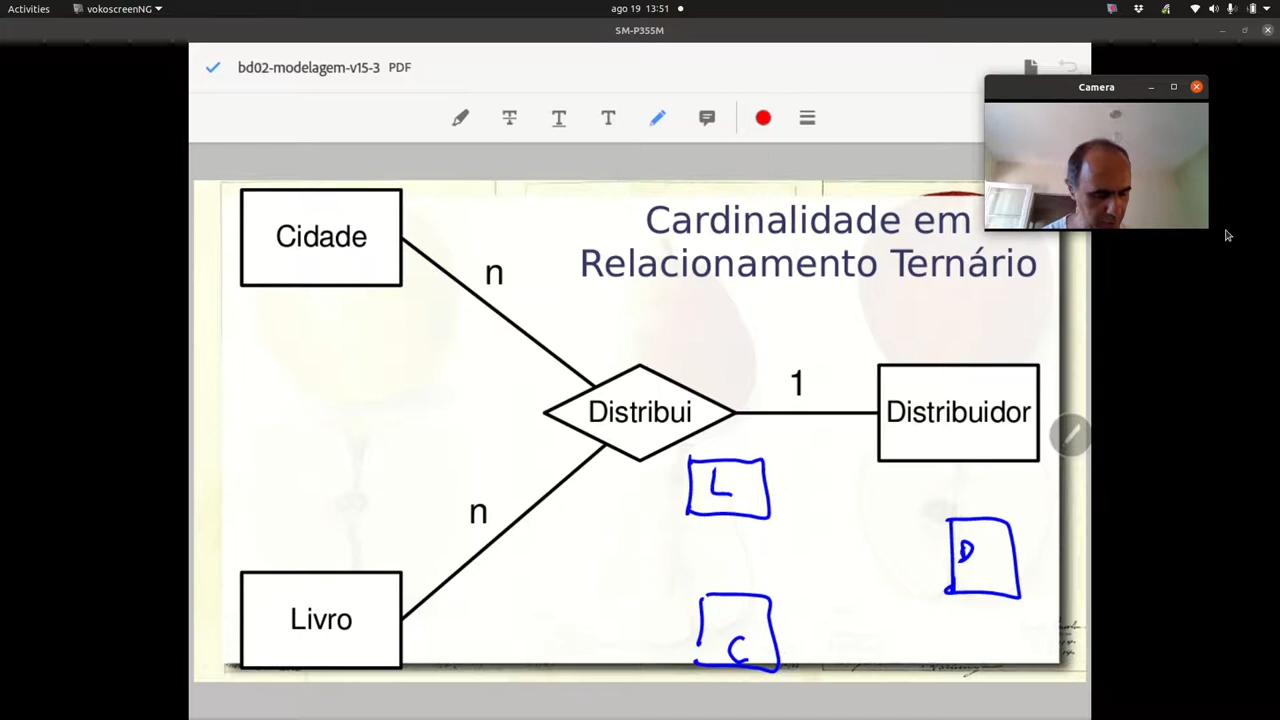 Activities vokoscreenNG ago 19 13:51
SM-P355M
bd02-modelagem-v15-3 PDF
Camera
T T T
Cardinalidade em
Relacionamento Ternário
Cidade
n
1
Distribui
Distribuidor
L
n
D
Livro
C